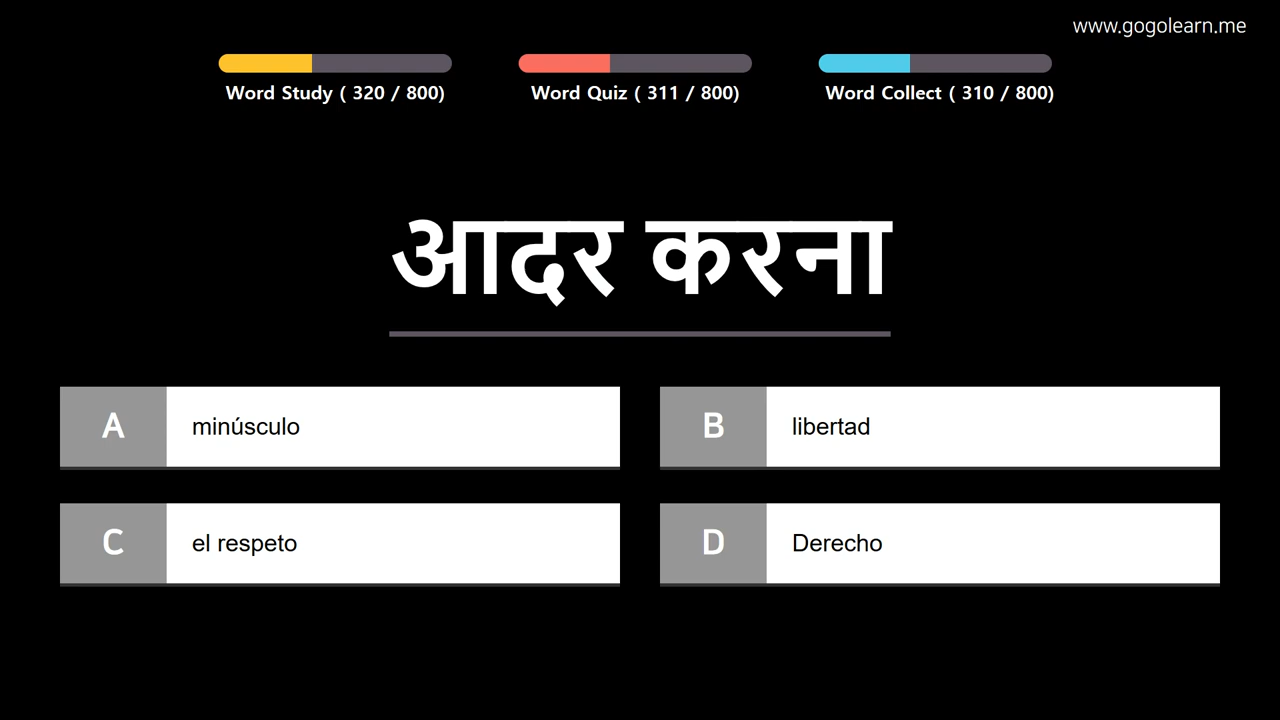 www.gogolearn.me
Word Study ( 320 / 800)
Word Quiz ( 311 / 800)
Word Collect ( 310 / 800)
आदर करना
A minúsculo
B libertad
C el respeto
D Derecho